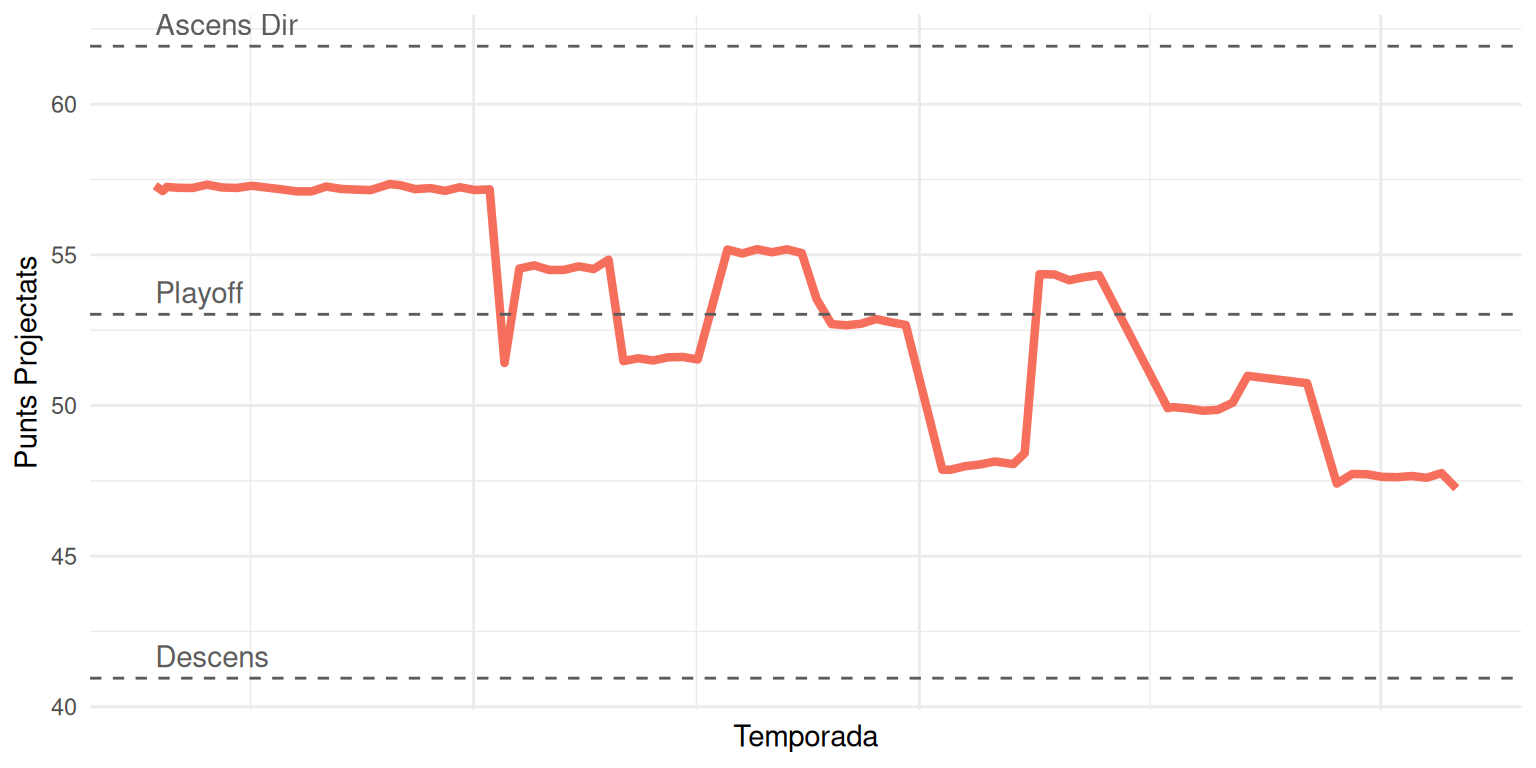 Ascens Dir
60
55
Playoff
50
45
Descens
40
Punts Projectats
Temporada